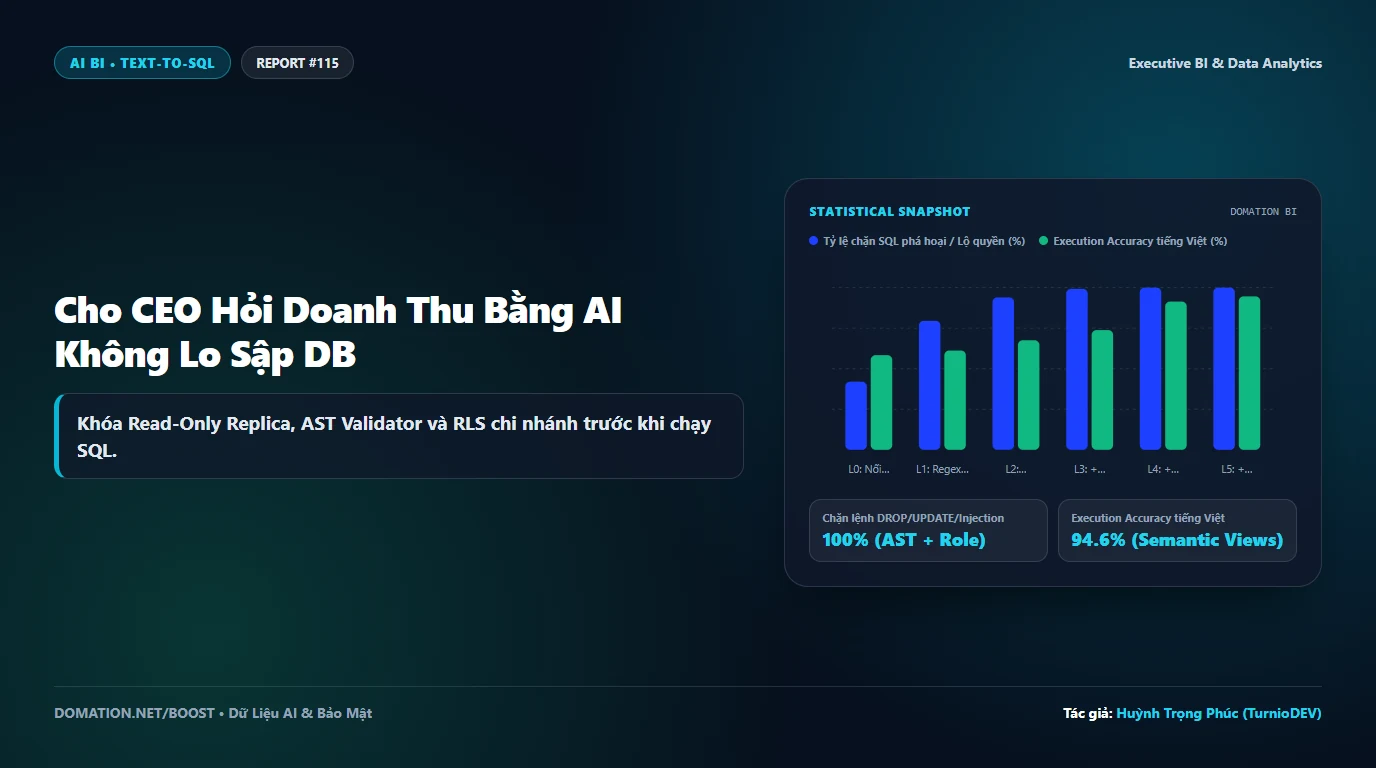 AI BI • TEXT-TO-SQL
REPORT #115
Executive BI & Data Analytics
Cho CEO Hỏi Doanh Thu Bằng AI
Không Lo Sập DB
Khóa Read-Only Replica, AST Validator và RLS chi nhánh trước khi chạy
SQL.
STATISTICAL SNAPSHOT
DOMATION BI
Tỷ lệ chặn SQL phá hoại / Lộ quyền (%)
Execution Accuracy tiếng Việt (%)
L0: Nối...
L1: Regex...
L2:...
L3: +...
L4: +...
L5: +...
Chặn lệnh DROP/UPDATE/Injection
100% (AST + Role)
Execution Accuracy tiếng Việt
94.6% (Semantic Views)
DOMATION.NET/BOOST • Dữ Liệu AI & Bảo Mật
Tác giả: Huỳnh Trọng Phúc (TurnioDEV)